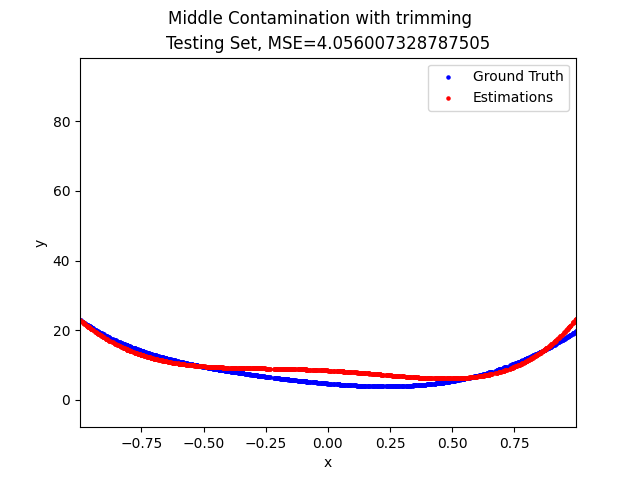 Middle Contamination with trimming
Testing Set, MSE=4.056007328787505
Ground Truth
Estimations
80
60
40
20
0
y
−0.75
−0.50
−0.25
0.00
0.25
0.50
0.75
x